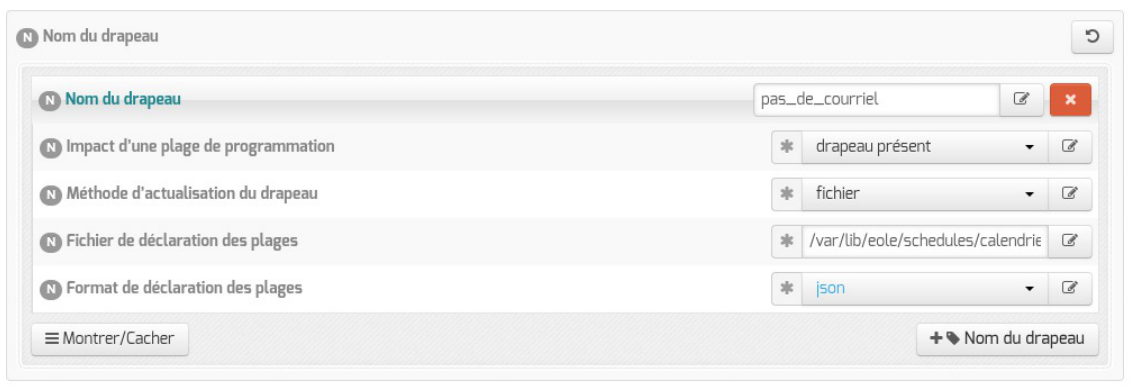 N Nom du drapeau
N Nom du drapeau pas_de_courriel
N Impact d'une plage de programmation drapeau présent
N Méthode d'actualisation du drapeau fichier
N Fichier de déclaration des plages /var/lib/eole/schedules/calendrie
N Format de déclaration des plages json
Montrer/Cacher Nom du drapeau